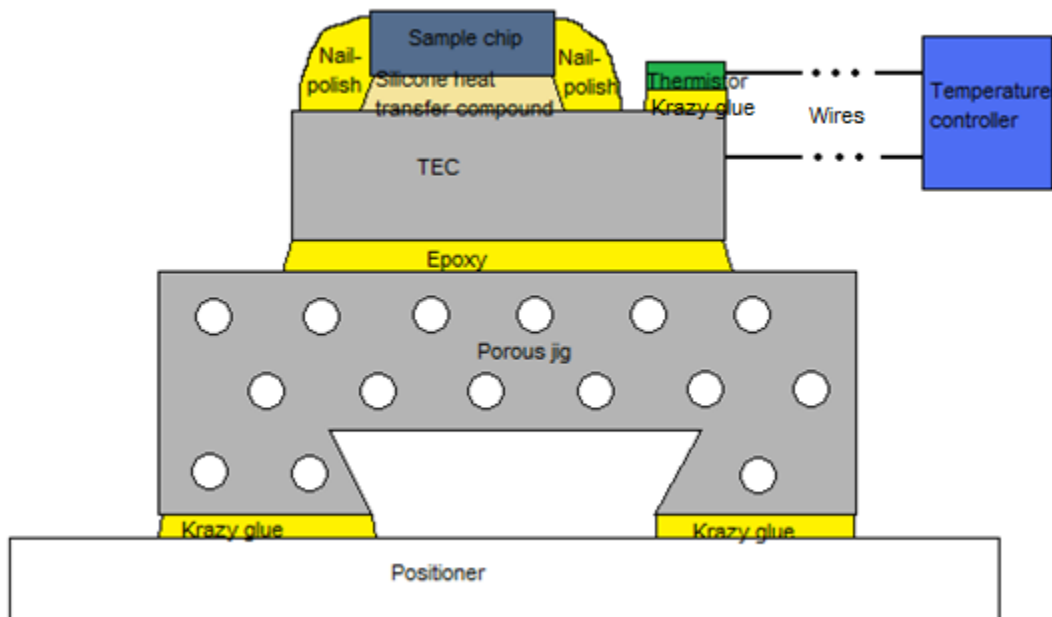 Sample chip
Nail-
polish
Nail-
polish
Silicone heat
transfer compound
Thermistor
Krazy glue
Wires
Temperature
controller
TEC
Epoxy
Porous jig
Krazy glue
Krazy glue
Positioner